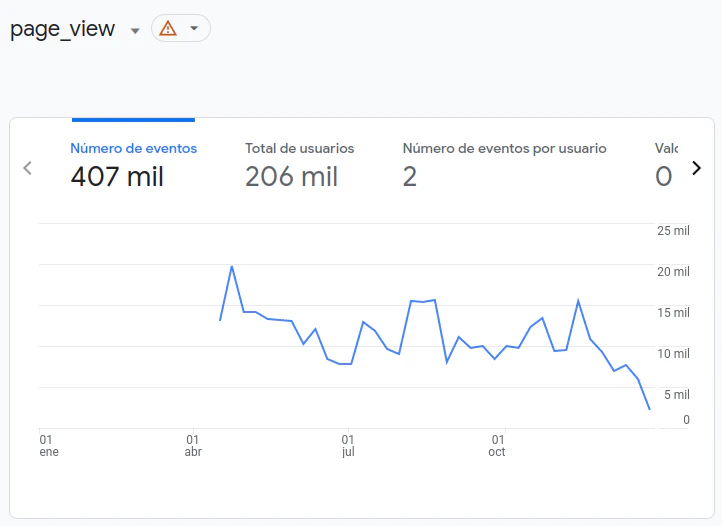 page_view
Número de eventos
407 mil
Total de usuarios
206 mil
Número de eventos por usuario
2
Valc
0
25 mil
20 mil
15 mil
10 mil
5 mil
0
01
ene
01
abr
01
jul
01
oct